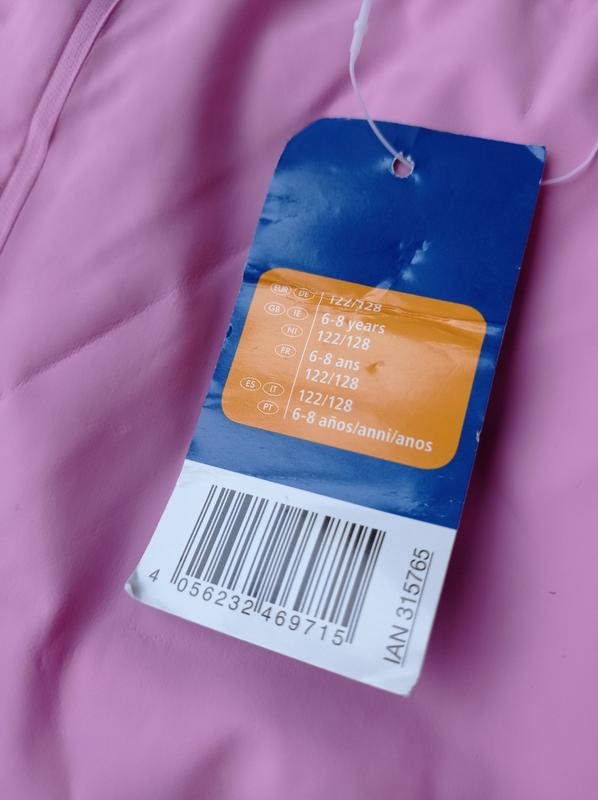 EUR DE 122/128
GB IE 6-8 years
NI 122/128
FR 6-8 ans
122/128
ES IT 122/128
PT 6-8 años/anni/anos
4 056232 469715
IAN 315765